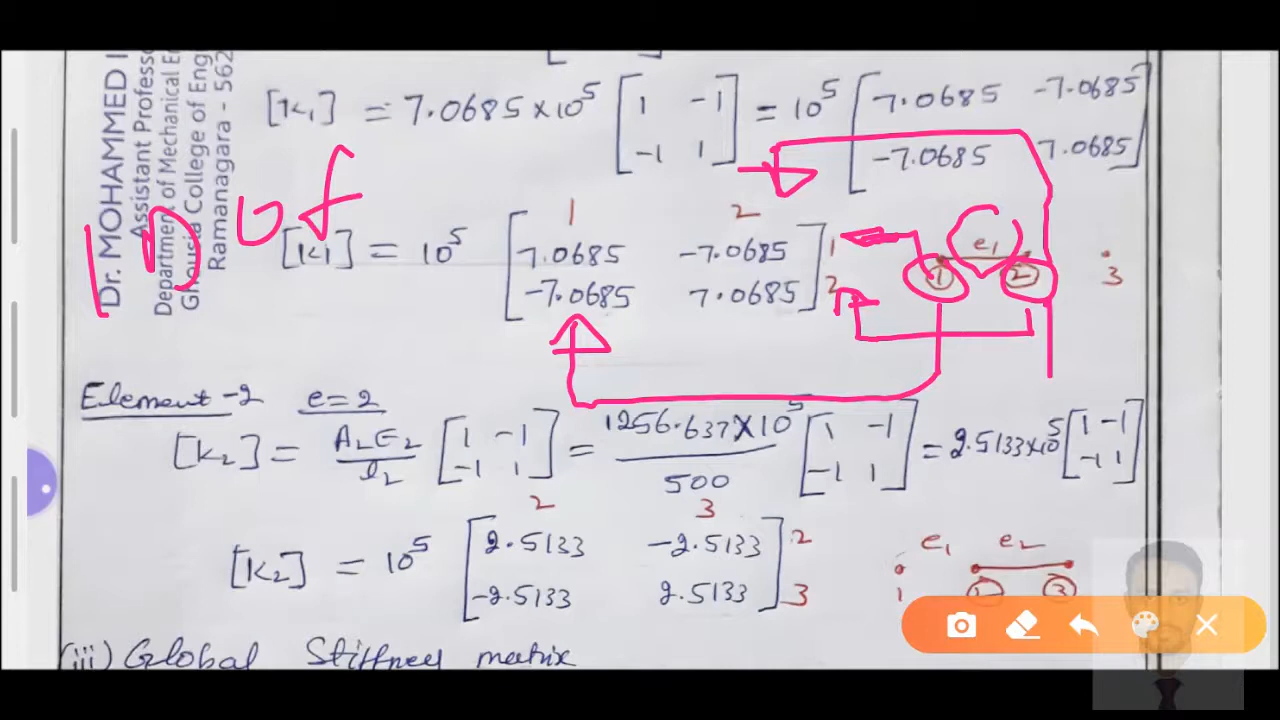 Dr. MOHAMMED
Assistant Professo
Department of Mechanical En
Ghousia College of Eng
Ramanagara - 562
[K1] = 7.0685 × 10^5 [1 -1 = 10^5 [7.0685 -7.0685
-1 1] -7.0685 7.0685]
Dof
1 2
[K1] = 10^5 [7.0685 -7.0685 1
-7.0685 7.0685] 2
e1
1 2 3
Element -2 e=2
[K2] = A2E2/l2 [1 -1 = 1256.637×10^5/500 [1 -1 = 2.5133×10^5 [1 -1
-1 1] -1 1] -1 1]
2 3
[K2] = 10^5 [2.5133 -2.5133 2
-2.5133 2.5133] 3
e1 e2
1 3
(iii) Global Stiffness matrix